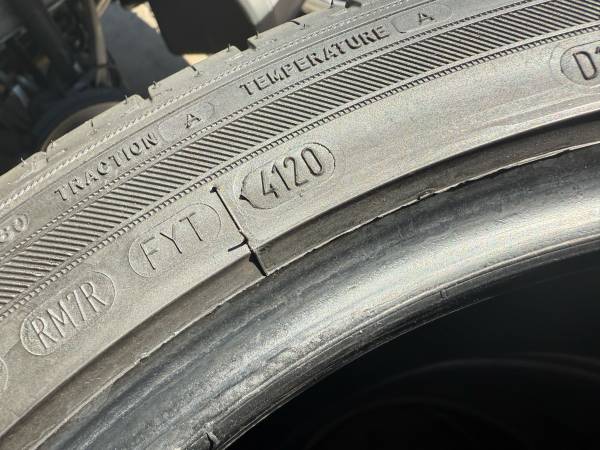 TRACTION A TEMPERATURE A
RM7R FYT 4120